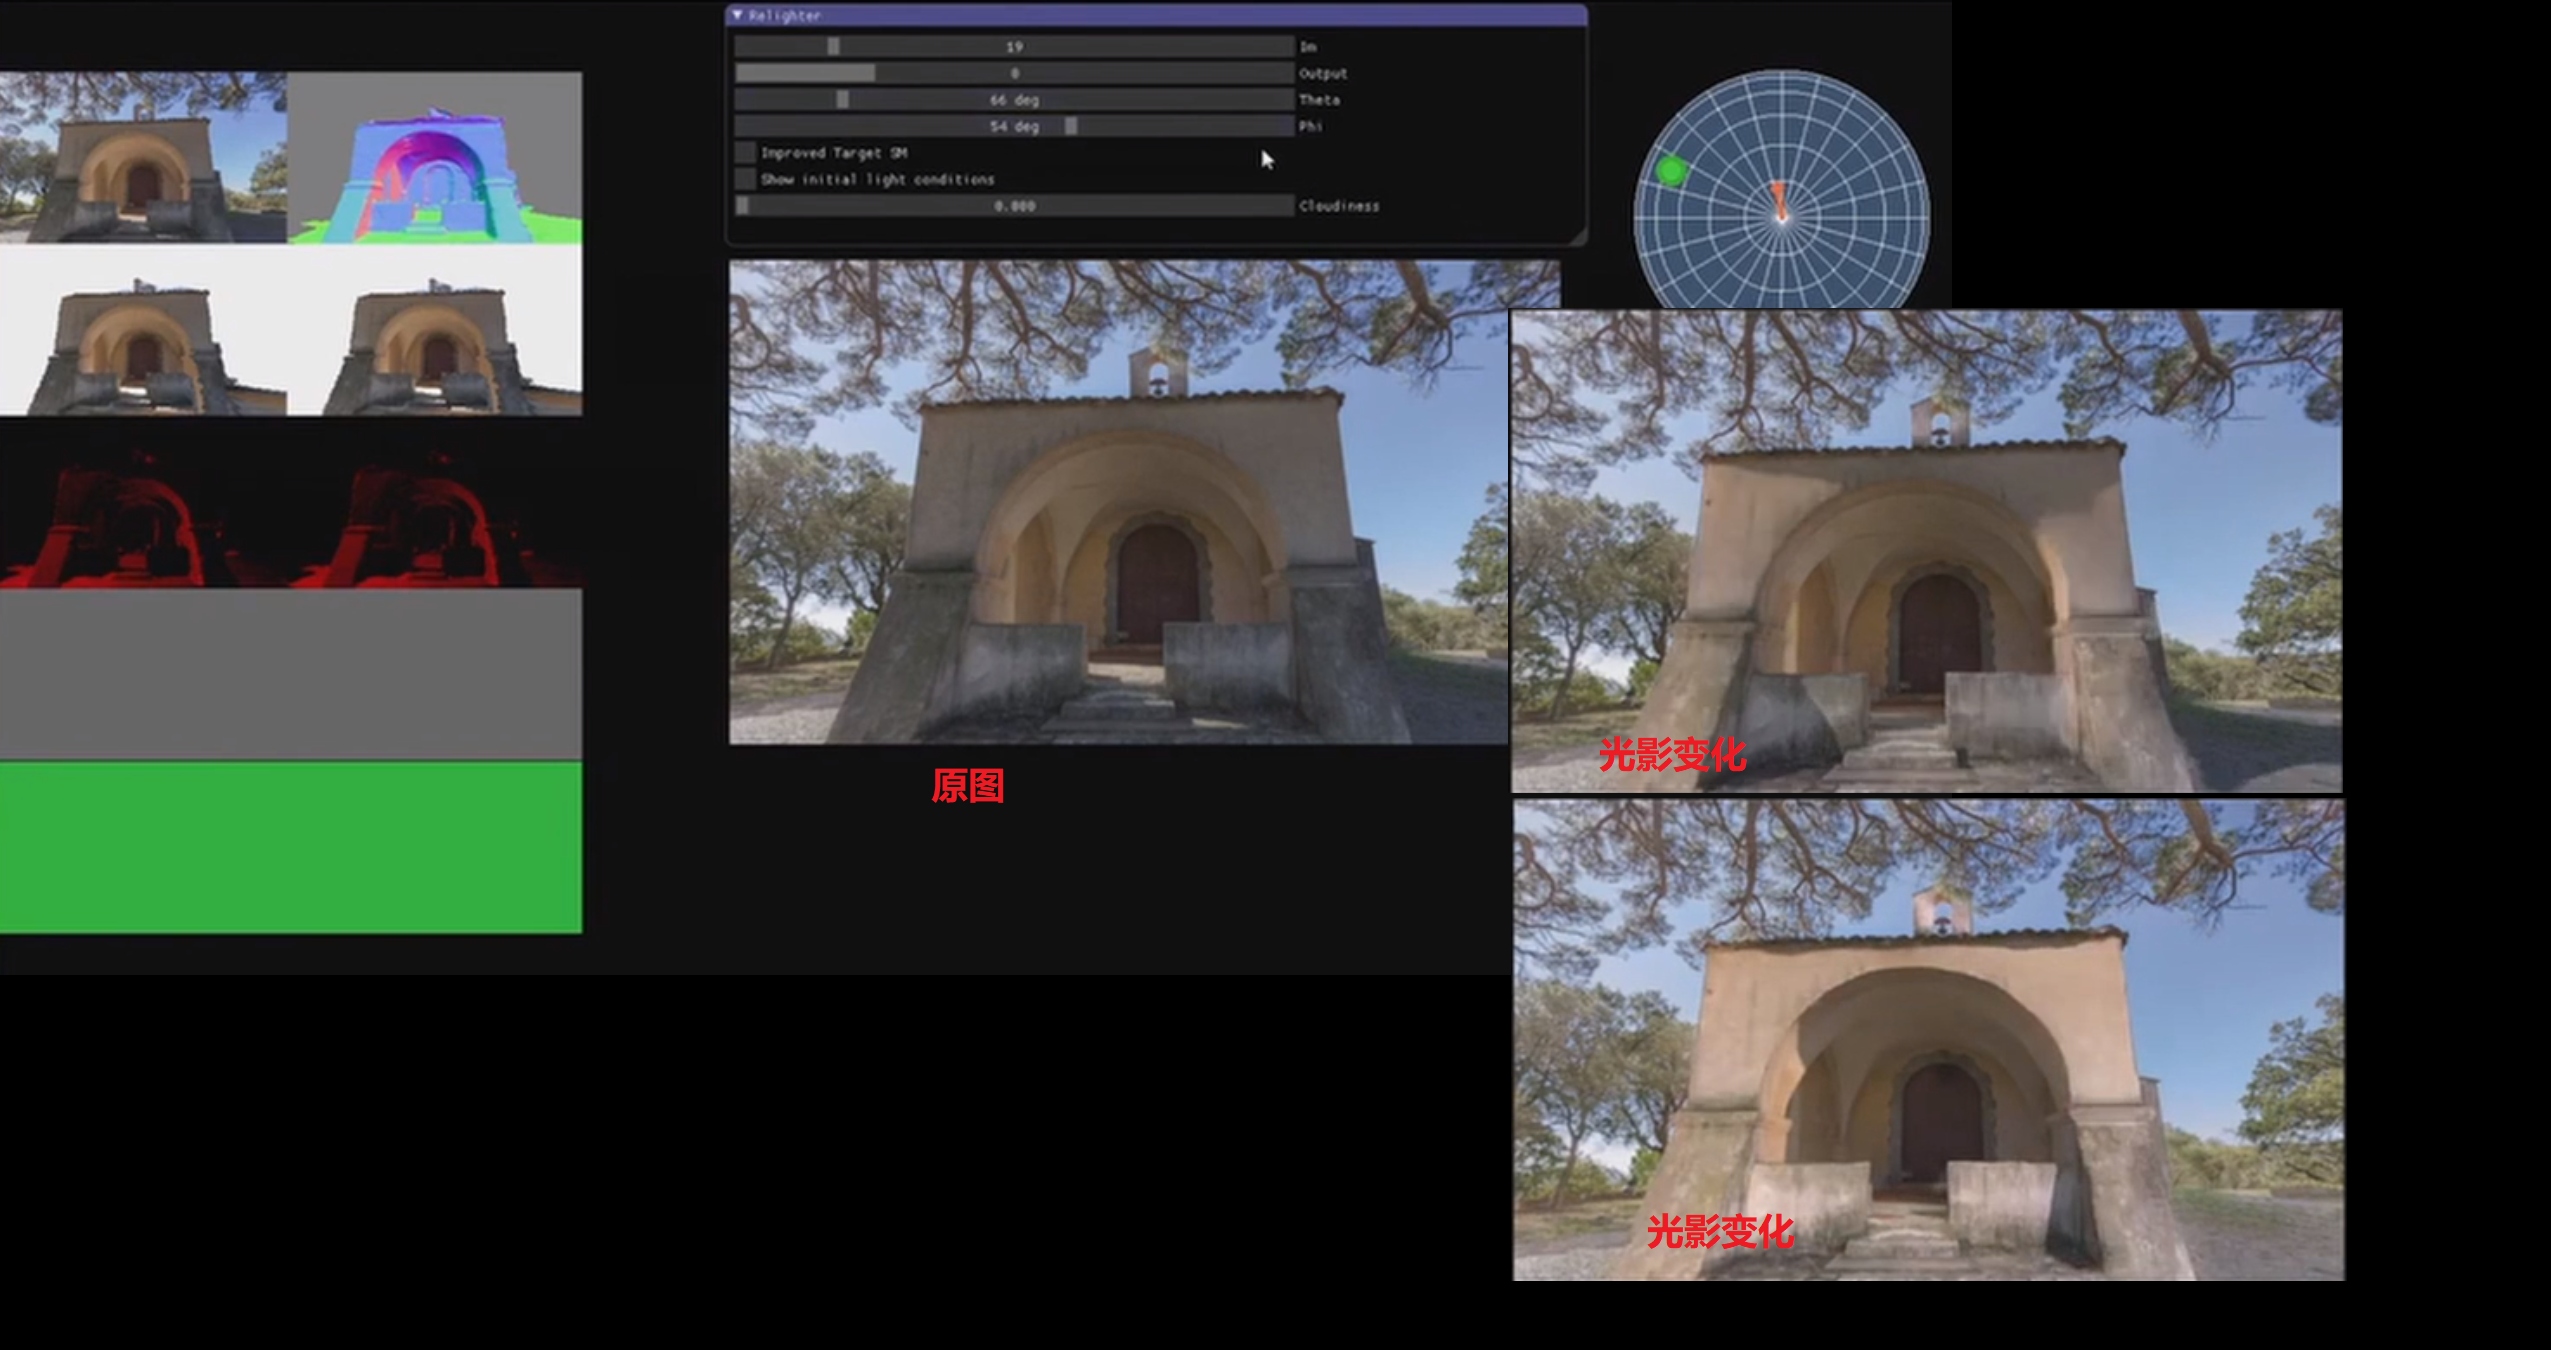 Relighter
19 Im
0 Output
66 deg Theta
54 deg Phi
Improved Target SM
Show initial light conditions
0.000 Cloudiness
原图
光影变化
光影变化